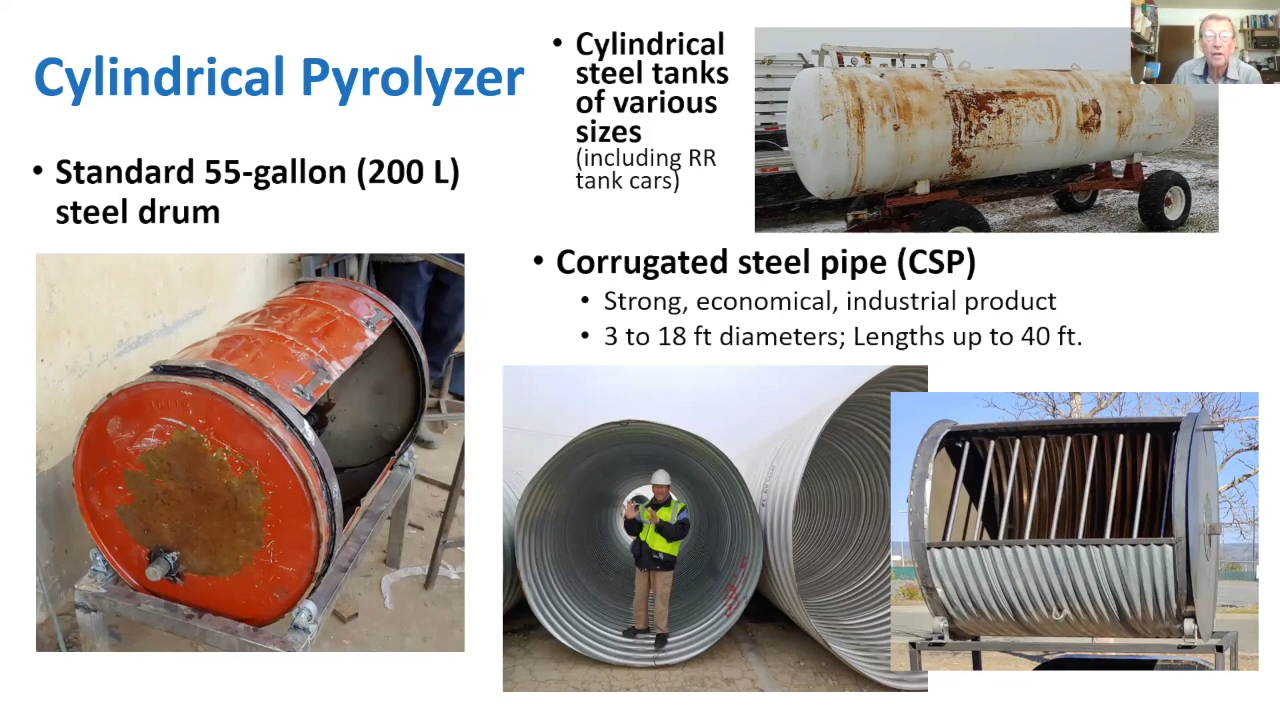 Cylindrical Pyrolyzer
• Standard 55-gallon (200 L)
steel drum
• Cylindrical
steel tanks
of various
sizes
(including RR
tank cars)
• Corrugated steel pipe (CSP)
• Strong, economical, industrial product
• 3 to 18 ft diameters; Lengths up to 40 ft.